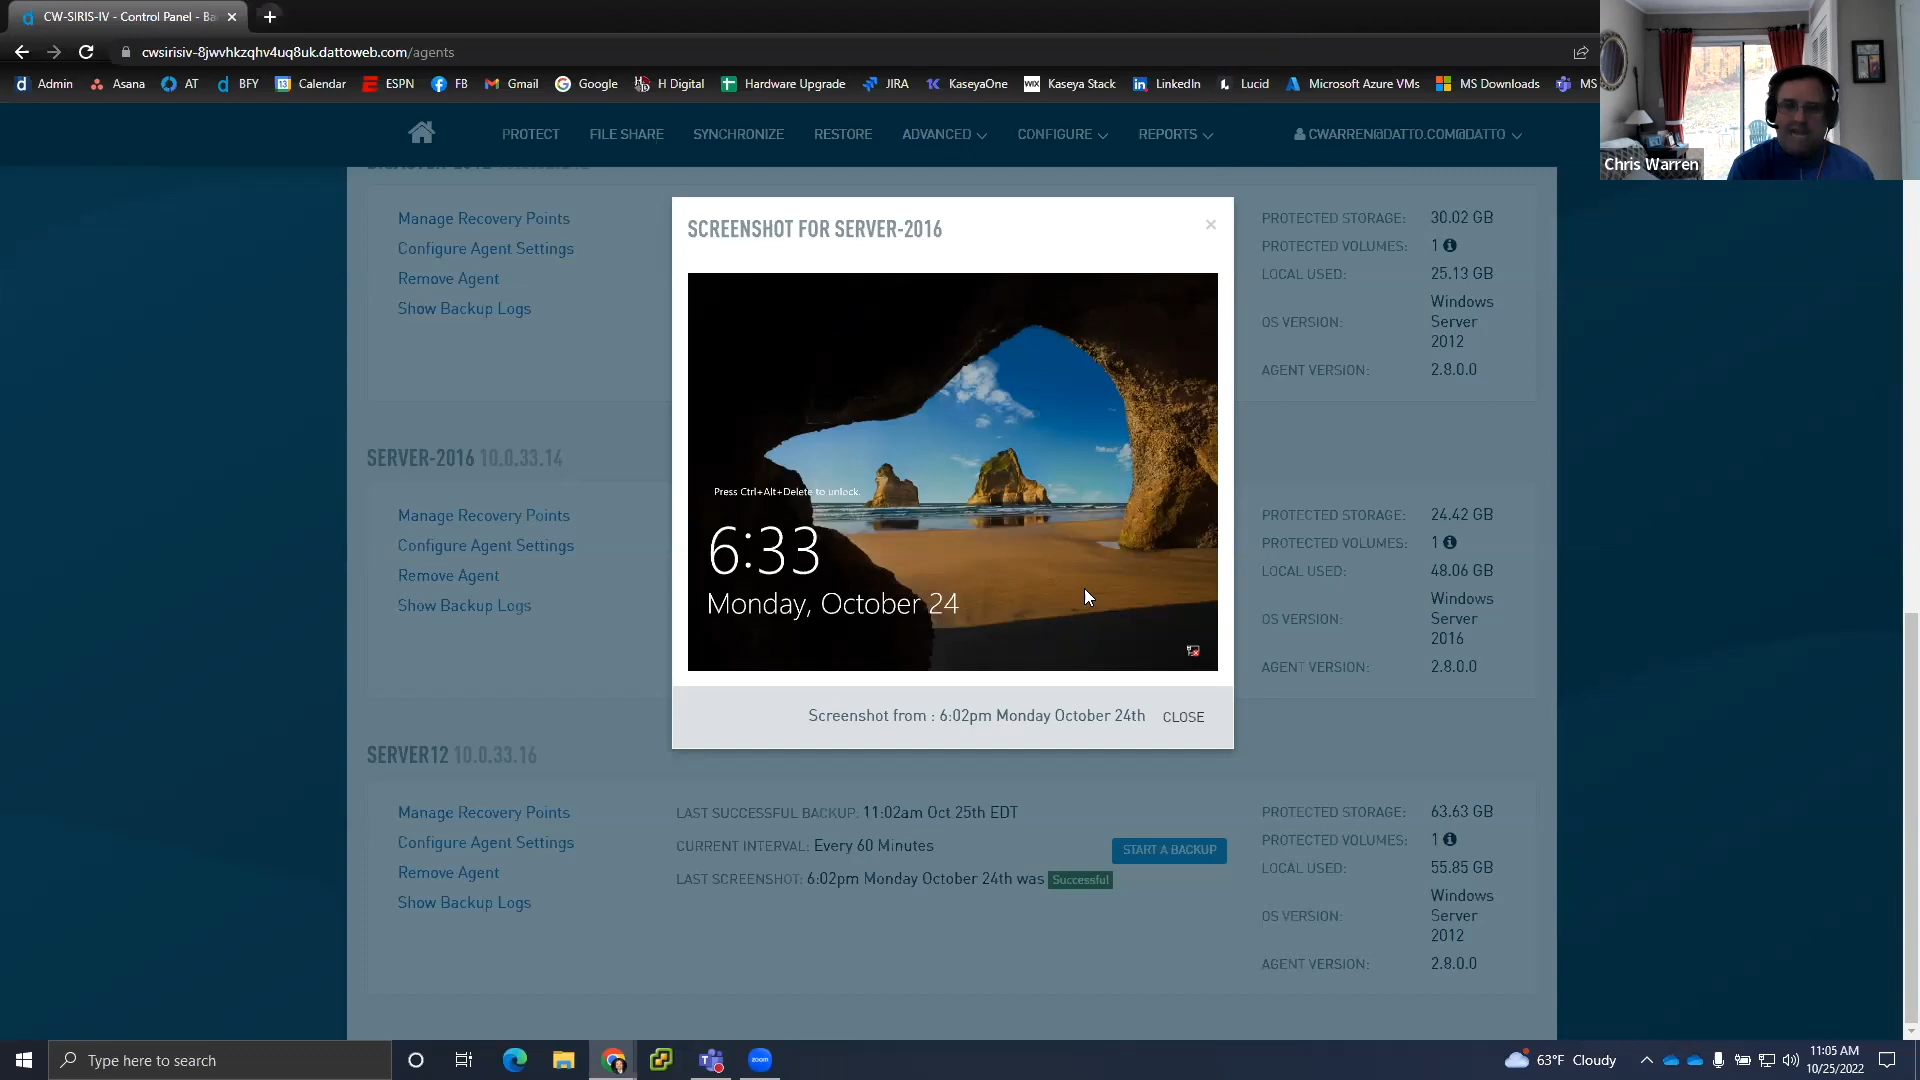 CW-SIRIS-IV - Control Panel - Ba
cwsirisiv-8jwvhkzqhv4uq8uk.dattoweb.com/agents
Admin Asana AT BFY Calendar ESPN FB Gmail Google H Digital Hardware Upgrade JIRA KaseyaOne Kaseya Stack LinkedIn Lucid Microsoft Azure VMs MS Downloads MS
Chris Warren
PROTECT FILE SHARE SYNCHRONIZE RESTORE ADVANCED CONFIGURE REPORTS CWARREN@DATTO.COM@DATTO
Manage Recovery Points
Configure Agent Settings
Remove Agent
Show Backup Logs
PROTECTED STORAGE: 30.02 GB
PROTECTED VOLUMES: 1
LOCAL USED: 25.13 GB
OS VERSION: Windows
Server
2012
AGENT VERSION: 2.8.0.0
SCREENSHOT FOR SERVER-2016
Press Ctrl+Alt+Delete to unlock.
6:33
Monday, October 24
Screenshot from : 6:02pm Monday October 24th CLOSE
SERVER-2016 10.0.33.14
Manage Recovery Points
Configure Agent Settings
Remove Agent
Show Backup Logs
PROTECTED STORAGE: 24.42 GB
PROTECTED VOLUMES: 1
LOCAL USED: 48.06 GB
OS VERSION: Windows
Server
2016
AGENT VERSION: 2.8.0.0
SERVER12 10.0.33.16
Manage Recovery Points
Configure Agent Settings
Remove Agent
Show Backup Logs
LAST SUCCESSFUL BACKUP: 11:02am Oct 25th EDT
CURRENT INTERVAL: Every 60 Minutes
START A BACKUP
LAST SCREENSHOT: 6:02pm Monday October 24th was Successful
PROTECTED STORAGE: 63.63 GB
PROTECTED VOLUMES: 1
LOCAL USED: 55.85 GB
OS VERSION: Windows
Server
2012
AGENT VERSION: 2.8.0.0
Type here to search
zoom
63°F Cloudy
11:05 AM
10/25/2022